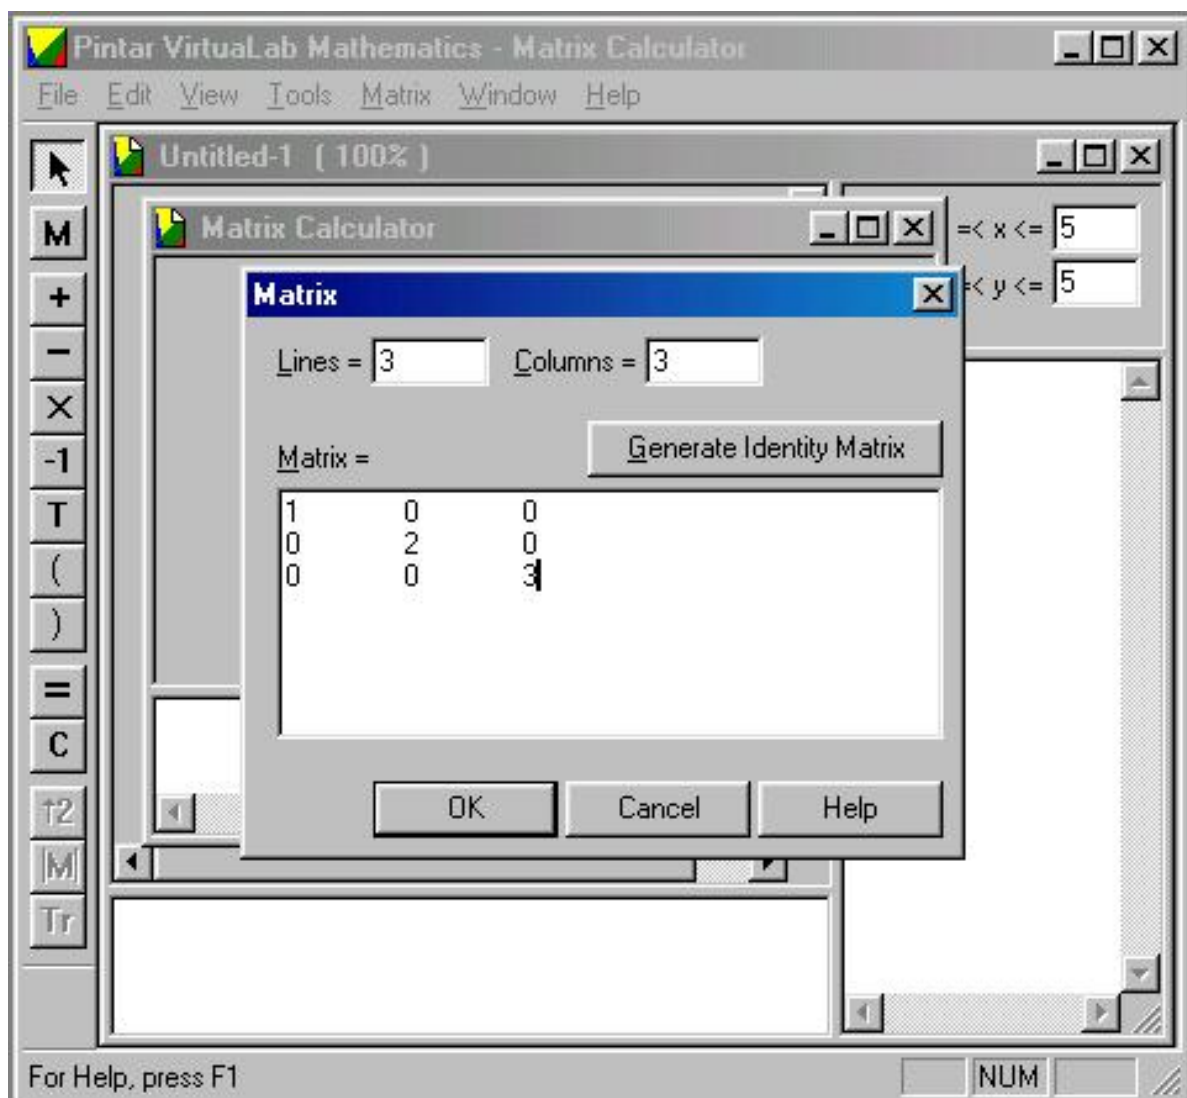 Pintar VirtuaLab Mathematics - Matrix Calculator
File Edit View Tools Matrix Window Help
Untitled-1 ( 100% )
Matrix Calculator
=< x <= 5
=< y <= 5
Matrix
Lines = 3 Columns = 3
Matrix = Generate Identity Matrix
1 0 0
0 2 0
0 0 3
OK Cancel Help
M
+
−
×
-1
T
(
)
=
C
↑2
|M|
Tr
For Help, press F1 NUM